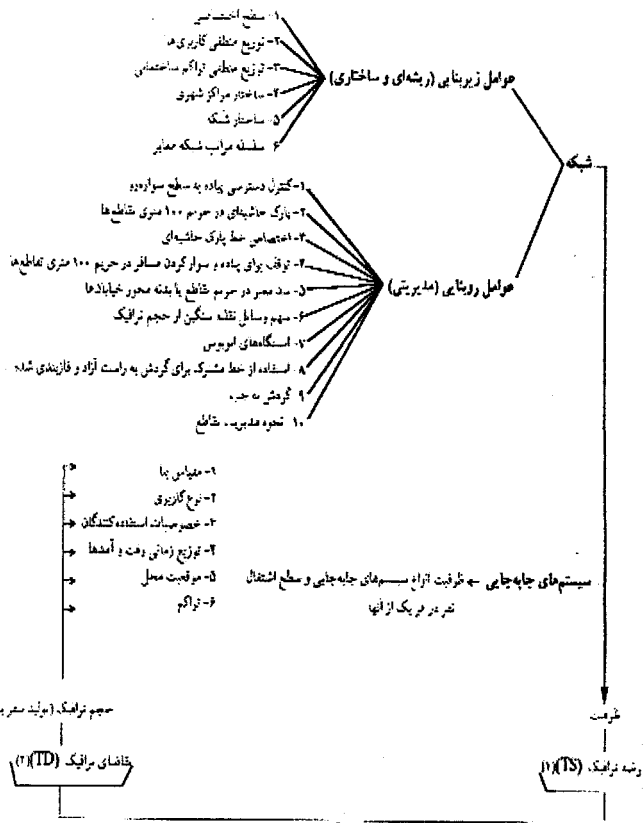 ۱- سطح اختصاصی
۲- توزیع منطقی کاربری‌ها
۳- توزیع منطقی تراکم ساختمانی
۴- ساختار مراکز شهری
۵- ساختار شبکه
۶ سلسله مراتب شبکه معابر
عوامل زیربنایی (ریشه‌ای و ساختاری)
شبکه
۱- کنترل دسترسی پیاده به سطح سواره‌رو
۲- پارک حاشیه‌ای در حریم ۱۰۰ متری تقاطع‌ها
۳- اختصاص خط پارک حاشیه‌ای
۴- توقف برای پیاده و سوار کردن مسافر در حریم ۱۰۰ متری تقاطع‌ها
۵- سد معبر در حریم تقاطع یا بدنه محور خیابان‌ها
۶- سهم وسایل نقلیه سنگین از حجم ترافیک
۷ ایستگاه‌های اتوبوس
۸ استفاده از خط مشترک برای گردش به راست آزاد و فازبندی شده
۹ گردش به چپ
۱۰ نحوه مدیریت تقاطع
عوامل روبنایی (مدیریتی)
۱- مقیاس بنا
۲- نوع کاربری
۳- خصوصیات استفاده‌کنندگان
۴- توزیع زمانی رفت و آمدها
۵- موقعیت محل
۶- تراکم
سیستم‌های جابه‌جایی ← ظرفیت انواع سیستم‌های جابه‌جایی و سطح اشتغال
نفر در هر یک از آنها
ظرفیت
حجم ترافیک (تولید سفر
عرضه ترافیک (TS)(۱)
تقاضای ترافیک (TD)(۲)